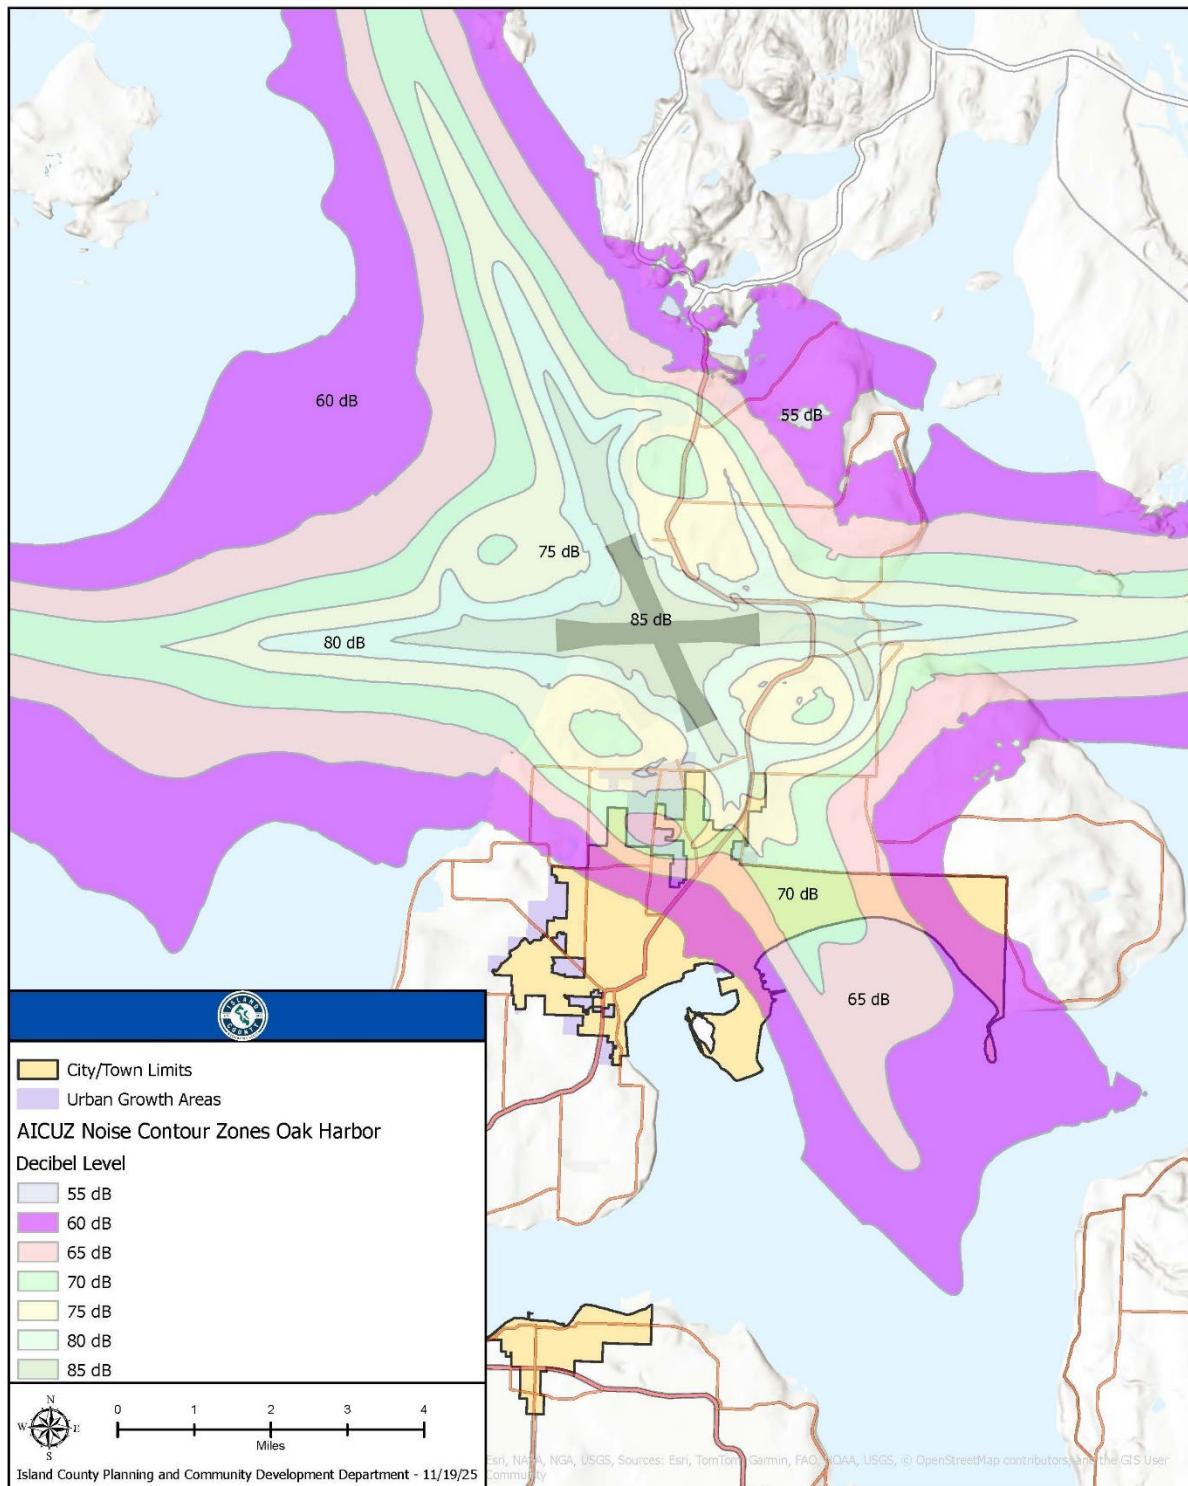 60 dB
55 dB
75 dB
85 dB
80 dB
70 dB
65 dB
ISLAND
COUNTY
City/Town Limits
Urban Growth Areas
AICUZ Noise Contour Zones Oak Harbor
Decibel Level
55 dB
60 dB
65 dB
70 dB
75 dB
80 dB
85 dB
N
W
E
S
0 1 2 3 4
Miles
Island County Planning and Community Development Department - 11/19/25
Esri, NASA, NGA, USGS, Sources: Esri, TomTom, Garmin, FAO, NOAA, USGS, © OpenStreetMap contributors, and the GIS User
Community